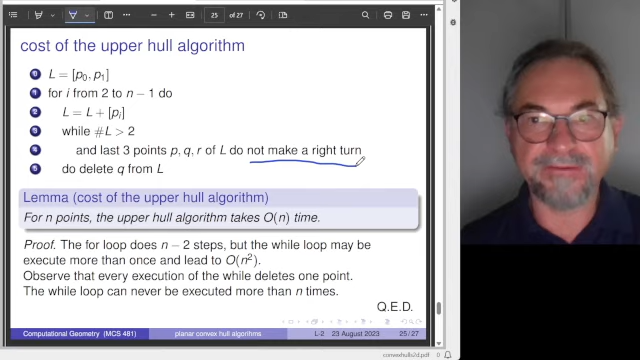 25 of 27
cost of the upper hull algorithm
0 L = [p₀, p₁]
1 for i from 2 to n − 1 do
2 L = L + [pᵢ]
3 while #L > 2
4 and last 3 points p, q, r of L do not make a right turn
5 do delete q from L
Lemma (cost of the upper hull algorithm)
For n points, the upper hull algorithm takes O(n) time.
Proof. The for loop does n − 2 steps, but the while loop may be
execute more than once and lead to O(n²).
Observe that every execution of the while deletes one point.
The while loop can never be executed more than n times.
Q.E.D.
Computational Geometry (MCS 481) planar convex hull algorithms L-2 23 August 2023 25 / 27
convexhulls2d.pdf 0